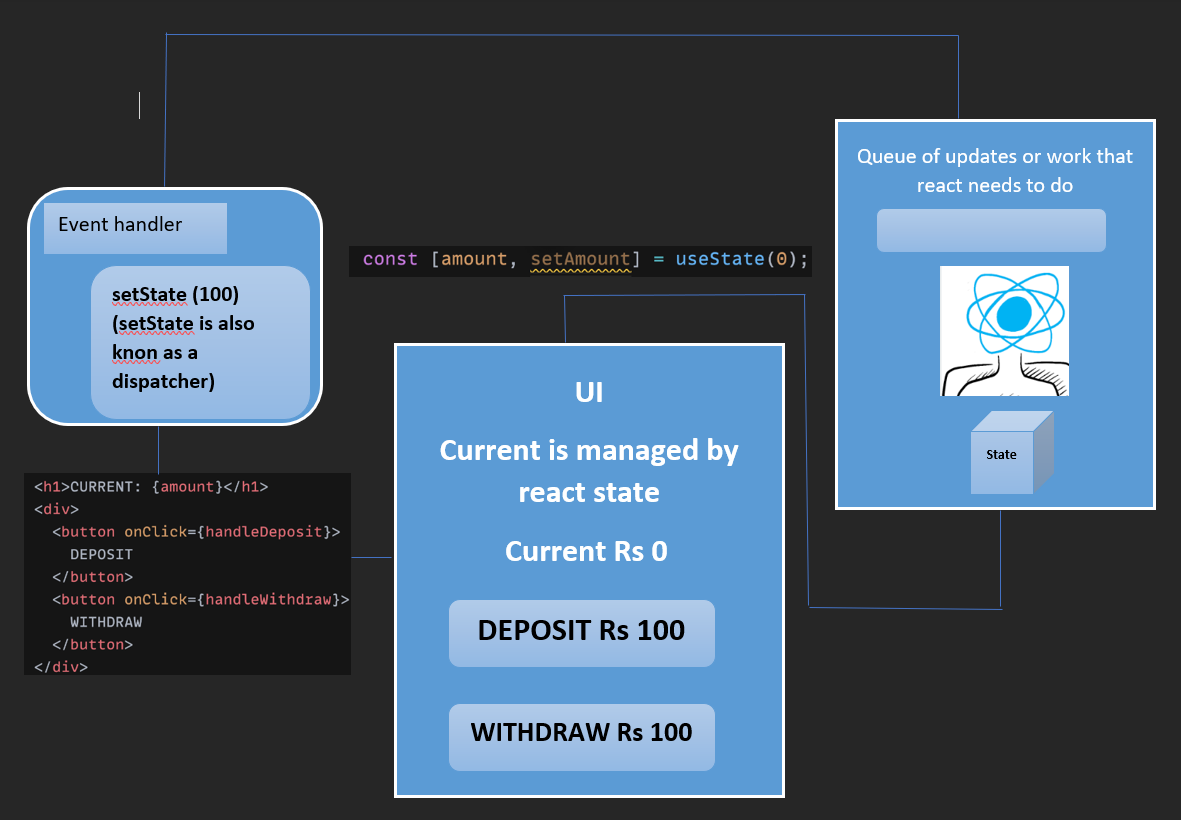 Queue of updates or work that
react needs to do
Event handler
setState (100)
(setState is also
knon as a
dispatcher)
const [amount, setAmount] = useState(0);
UI
Current is managed by
react state
Current Rs 0
DEPOSIT Rs 100
WITHDRAW Rs 100
State
<h1>CURRENT: {amount}</h1>
<div>
<button onClick={handleDeposit}>
DEPOSIT
</button>
<button onClick={handleWithdraw}>
WITHDRAW
</button>
</div>